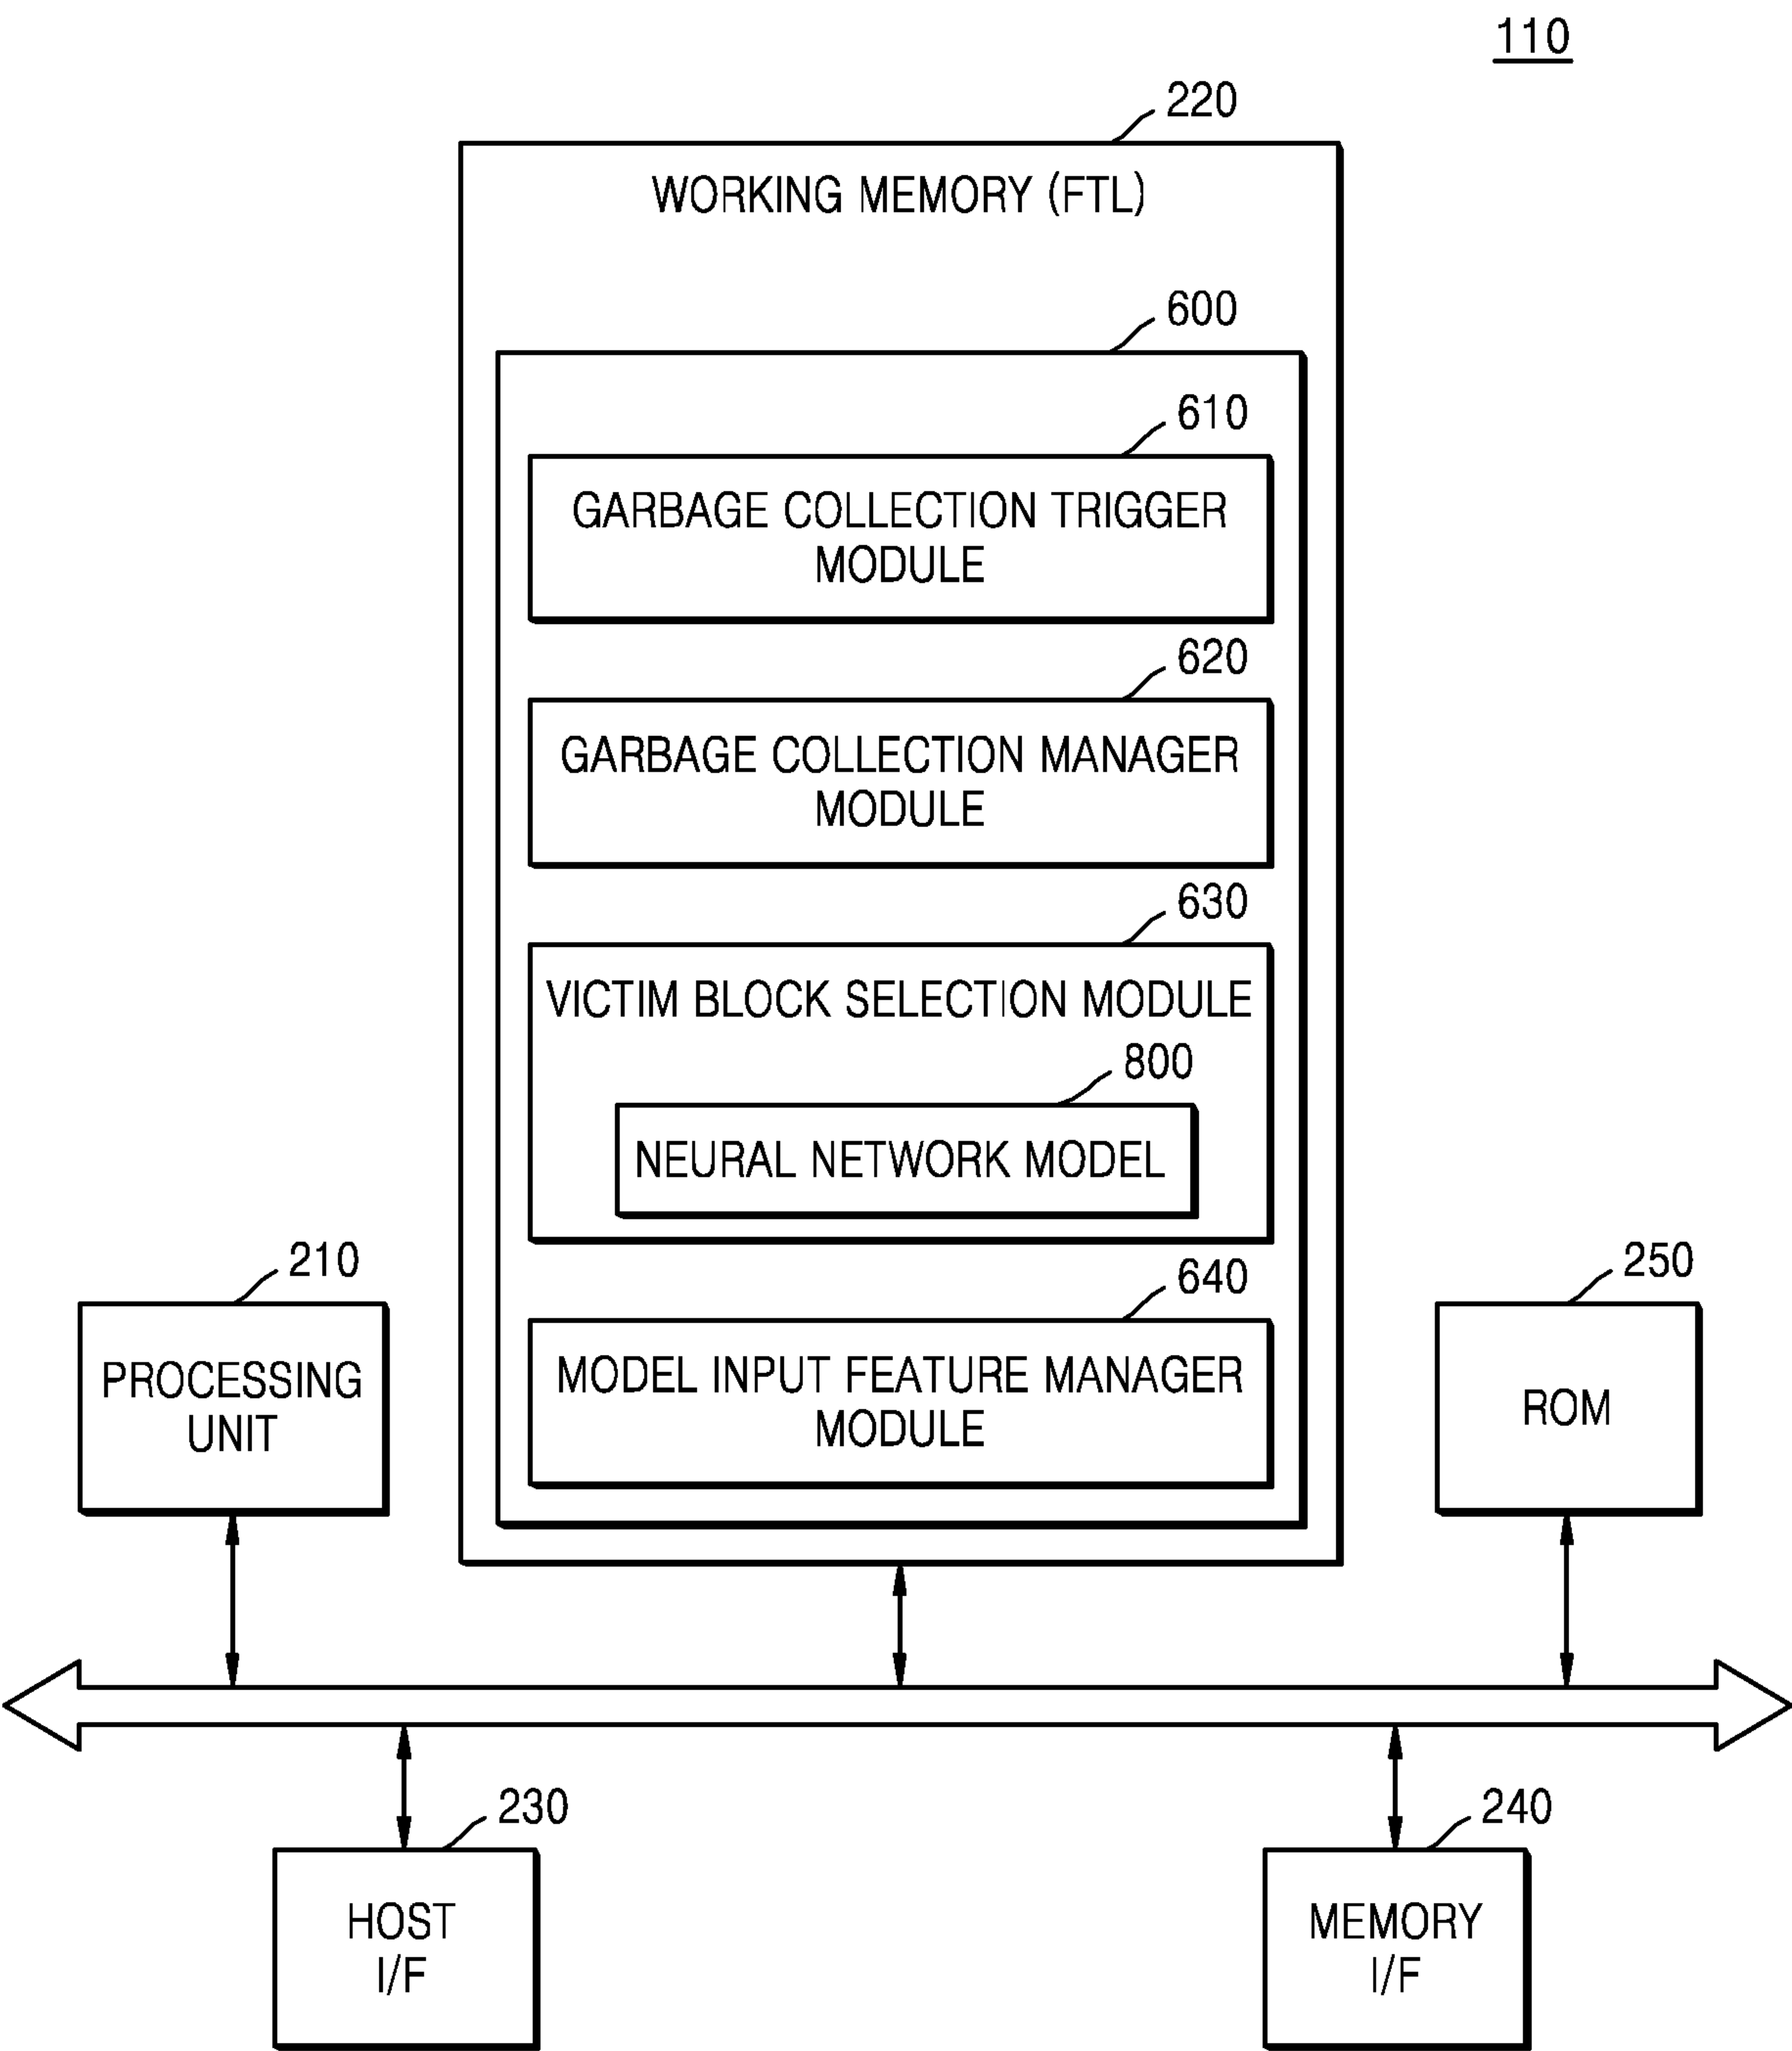 110
220
WORKING MEMORY (FTL)
600
610
GARBAGE COLLECTION TRIGGER
MODULE
620
GARBAGE COLLECTION MANAGER
MODULE
630
VICTIM BLOCK SELECTION MODULE
800
NEURAL NETWORK MODEL
210
PROCESSING
UNIT
640
MODEL INPUT FEATURE MANAGER
MODULE
250
ROM
230
HOST
I/F
240
MEMORY
I/F